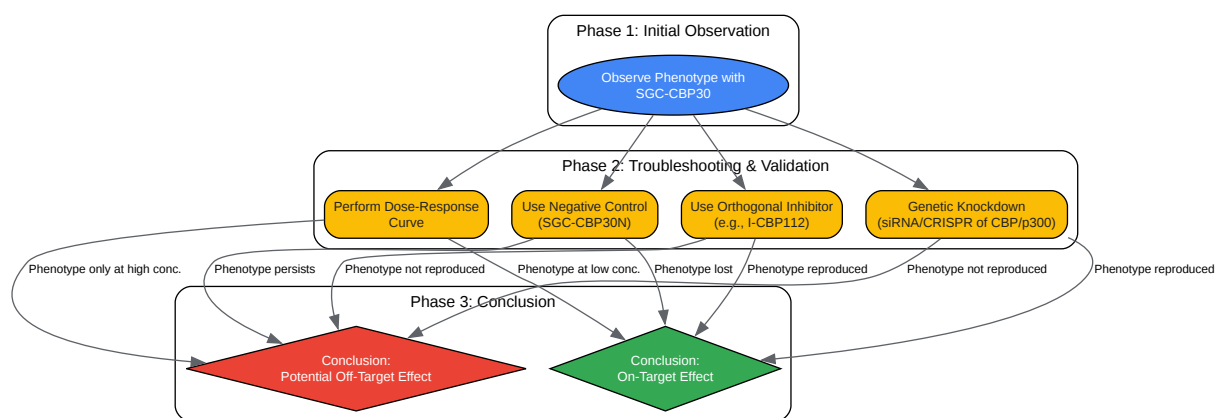 Phase 1: Initial Observation
Observe Phenotype with
SGC-CBP30
Phase 2: Troubleshooting & Validation
Perform Dose-Response
Curve
Use Negative Control
(SGC-CBP30N)
Use Orthogonal Inhibitor
(e.g., I-CBP112)
Genetic Knockdown
(siRNA/CRISPR of CBP/p300)
Phenotype only at high conc.
Phenotype persists
Phenotype not reproduced
Phenotype at low conc.
Phenotype lost
Phenotype reproduced
Phenotype not reproduced
Phenotype reproduced
Phase 3: Conclusion
Conclusion:
Potential Off-Target Effect
Conclusion:
On-Target Effect